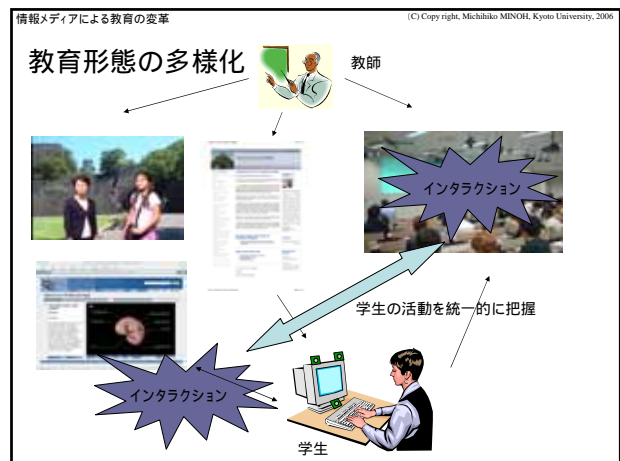 情報メディアによる教育の変革
(C) Copy right, Michihiko MINOH, Kyoto University, 2006
教育形態の多様化
教師
インタラクション
学生の活動を統一的に把握
インタラクション
学生